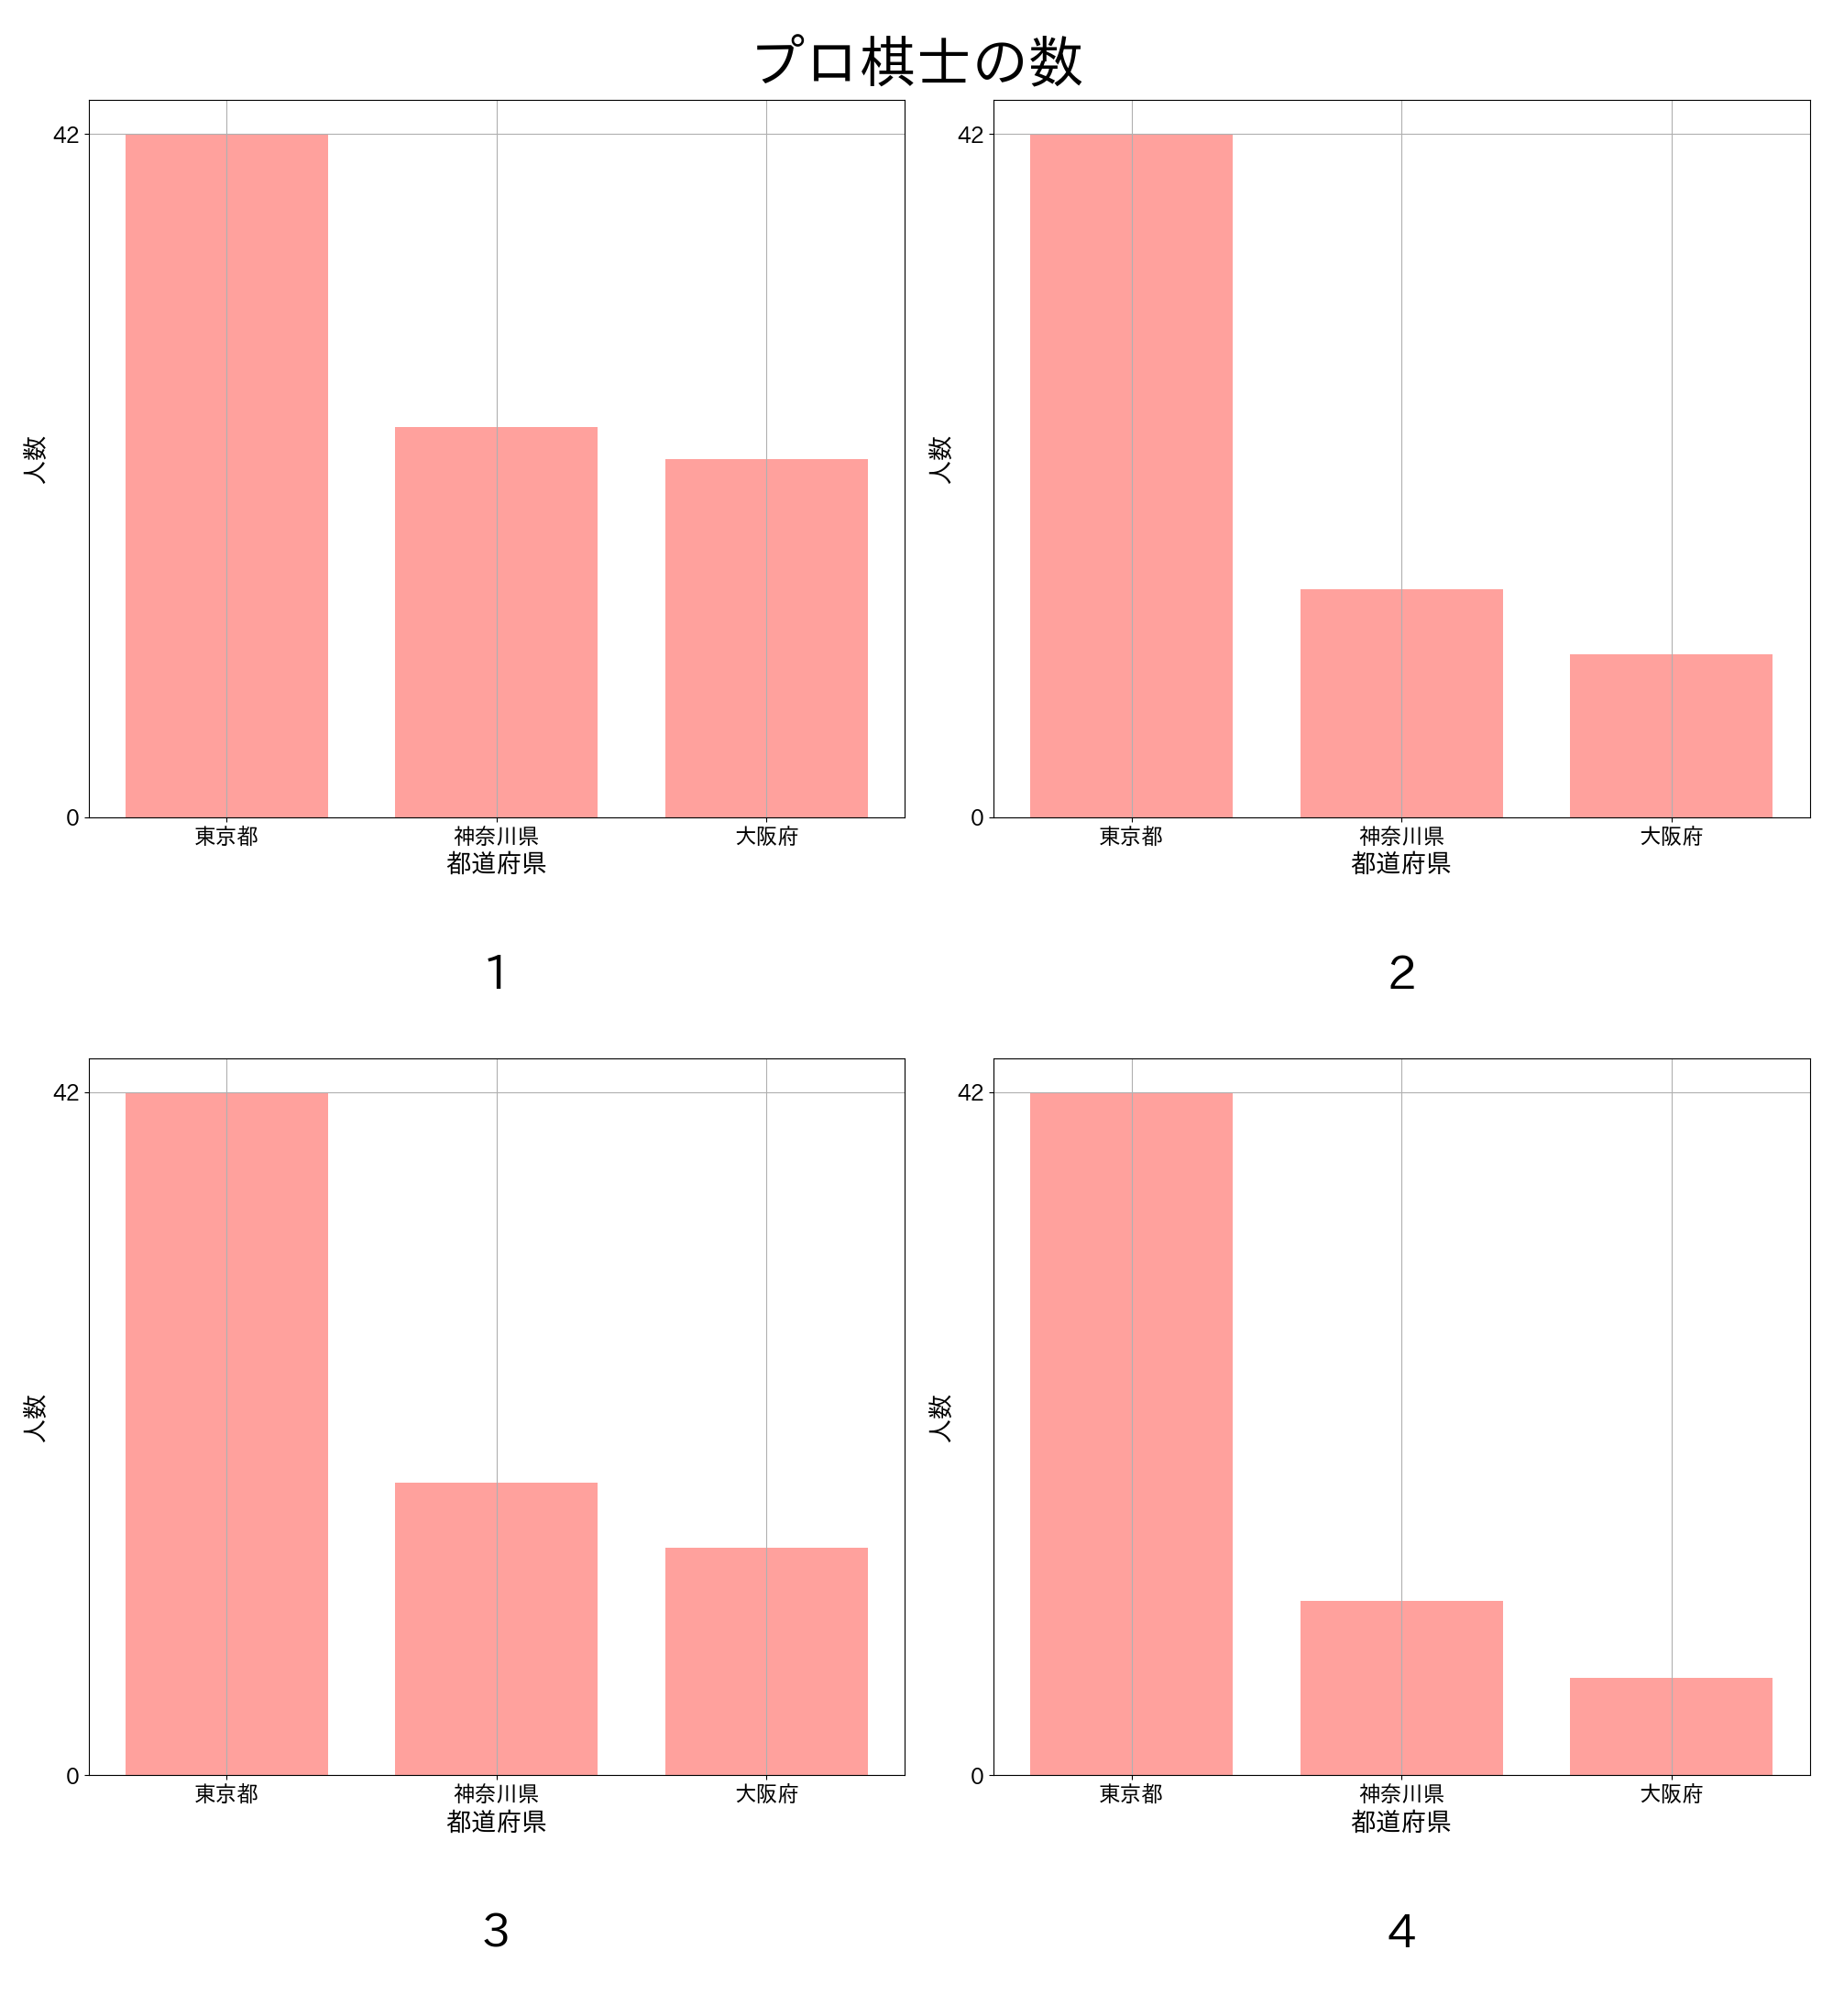 プロ棋士の数
42
人数
0
東京都 神奈川県 大阪府
都道府県
1
42
人数
0
東京都 神奈川県 大阪府
都道府県
2
42
人数
0
東京都 神奈川県 大阪府
都道府県
3
42
人数
0
東京都 神奈川県 大阪府
都道府県
4